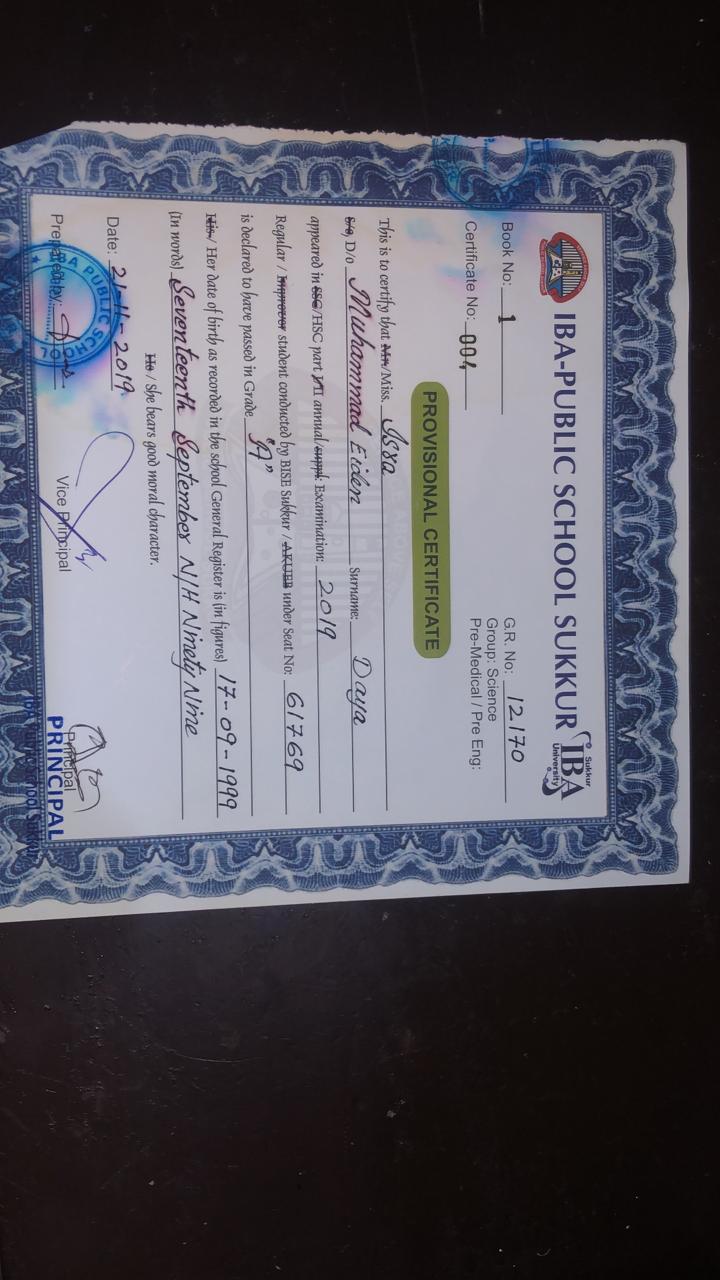 IBA-PUBLIC SCHOOL SUKKUR
Sukkur
IBA
University
Book No: 1
G.R. No: 12170
Group: Science
Certificate No: 004
Pre-Medical / Pre Eng:
PROVISIONAL CERTIFICATE
This is to certify that Mr./Miss. Isra
S/o, D/o Muhammad Eiden Surname: Daya
appeared in SSC/HSC part I/II annual/suppl: Examination: 2019
Regular / Improver student conducted by BISE Sukkur / AKUEB under Seat No: 61769
is declared to have passed in Grade "A"
His / Her date of birth as recorded in the school General Register is (in figures) 17-09-1999
(In words) Seventeenth September N/H Ninety Nine
He / She bears good moral character.
Date: 21-11-2019
IBA PUBLIC SCHOOL
Prepared by:
Vice Principal
Principal
PRINCIPAL
IBA Public School Sukkur